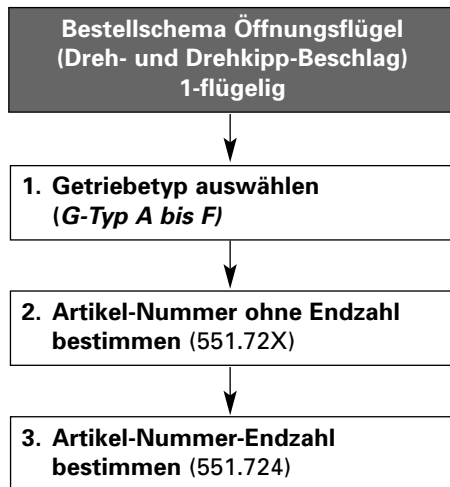 Bestellschema Öffnungsflügel
(Dreh- und Drehkipp-Beschlag)
1-flügelig
1. Getriebetyp auswählen
(G-Typ A bis F)
2. Artikel-Nummer ohne Endzahl
bestimmen (551.72X)
3. Artikel-Nummer-Endzahl
bestimmen (551.724)